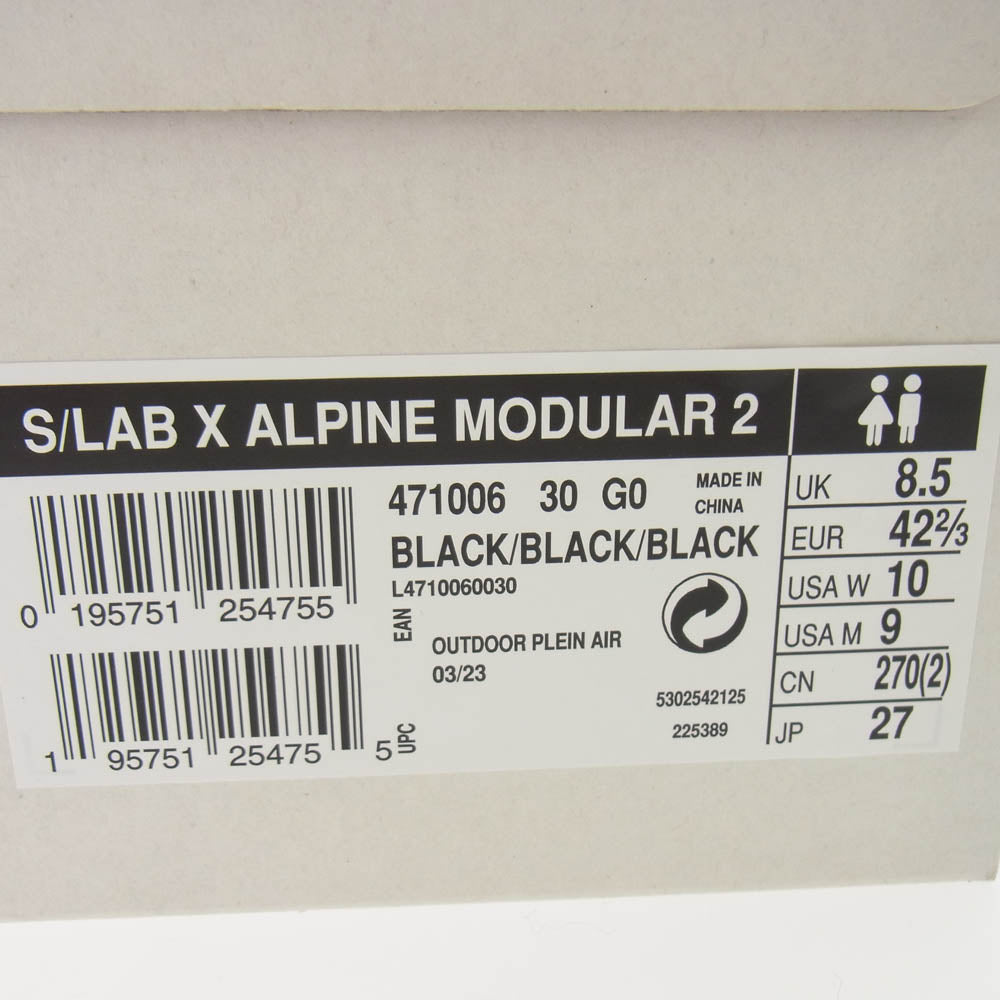 S/LAB X ALPINE MODULAR 2
471006 30 G0
MADE IN
CHINA
BLACK/BLACK/BLACK
L4710060030
EAN
0 195751 254755
OUTDOOR PLEIN AIR
03/23
5302542125
225389
UPC
1 95751 25475 5
UK 8.5
EUR 42⅔
USA W 10
USA M 9
CN 270(2)
JP 27